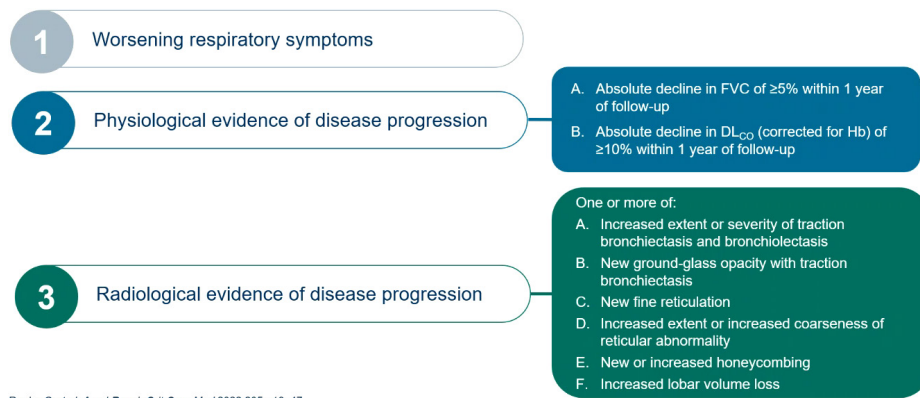 1
Worsening respiratory symptoms
2
Physiological evidence of disease progression
A. Absolute decline in FVC of ≥5% within 1 year
of follow-up
B. Absolute decline in DLCO (corrected for Hb) of
≥10% within 1 year of follow-up
3
Radiological evidence of disease progression
One or more of:
A. Increased extent or severity of traction
bronchiectasis and bronchiolectasis
B. New ground-glass opacity with traction
bronchiectasis
C. New fine reticulation
D. Increased extent or increased coarseness of
reticular abnormality
E. New or increased honeycombing
F. Increased lobar volume loss